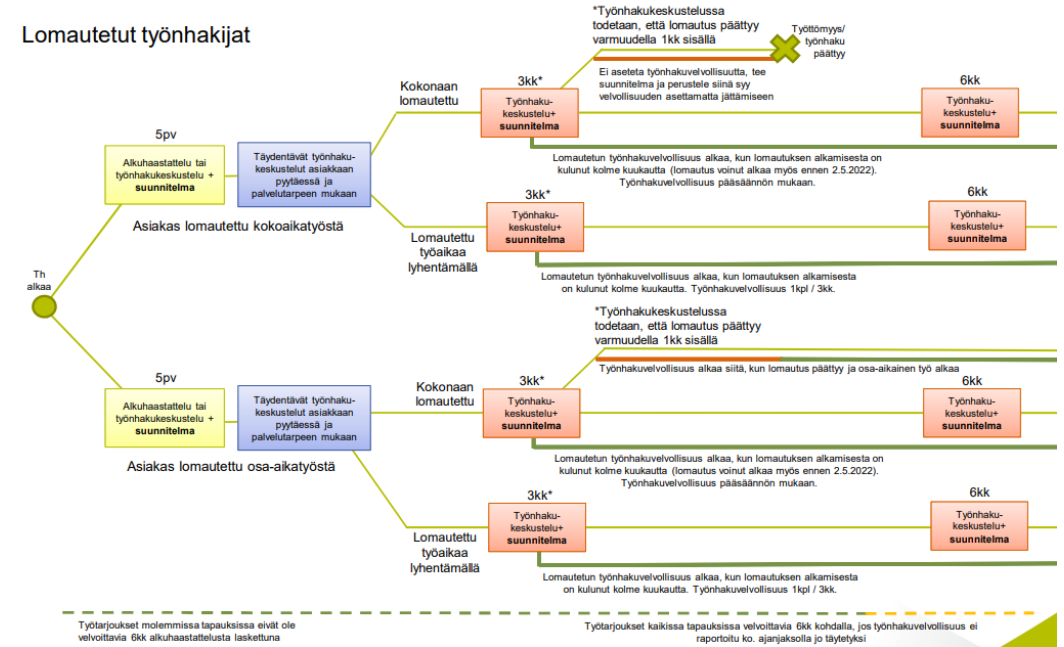 Lomautetut työnhakijat
*Työnhakukeskustelussa
todetaan, että lomautus päättyy
varmuudella 1kk sisällä
Työttömyys/
työnhaku
päättyy
Ei aseteta työnhakuvelvollisuutta, tee
suunnitelma ja perustele siinä syy
velvollisuuden asettamatta jättämiseen
Kokonaan
lomautettu
3kk*
Työnhaku-
keskustelu+
suunnitelma
6kk
Työnhaku-
keskustelu+
suunnitelma
5pv
Alkuhaastattelu tai
työnhakukeskustelu +
suunnitelma
Täydentävät työnhaku-
keskustelut asiakkaan
pyytäessä ja
palvelutarpeen mukaan
Lomautetun työnhakuvelvollisuus alkaa, kun lomautuksen alkamisesta on
kulunut kolme kuukautta (lomautus voinut alkaa myös ennen 2.5.2022).
Työnhakuvelvollisuus pääsäännön mukaan.
Asiakas lomautettu kokoaikatyöstä
3kk*
Työnhaku-
keskustelu+
suunnitelma
6kk
Työnhaku-
keskustelu+
suunnitelma
Lomautettu
työaikaa
lyhentämällä
Lomautetun työnhakuvelvollisuus alkaa, kun lomautuksen alkamisesta
on kulunut kolme kuukautta. Työnhakuvelvollisuus 1kpl / 3kk.
Th
alkaa
*Työnhakukeskustelussa
todetaan, että lomautus päättyy
varmuudella 1kk sisällä
Työnhakuvelvollisuus alkaa siitä, kun lomautus päättyy ja osa-aikainen työ alkaa
5pv
Alkuhaastattelu tai
työnhakukeskustelu +
suunnitelma
Täydentävät työnhaku-
keskustelut asiakkaan
pyytäessä ja
palvelutarpeen mukaan
Kokonaan
lomautettu
3kk*
Työnhaku-
keskustelu+
suunnitelma
6kk
Työnhaku-
keskustelu+
suunnitelma
Asiakas lomautettu osa-aikatyöstä
Lomautetun työnhakuvelvollisuus alkaa, kun lomautuksen alkamisesta on
kulunut kolme kuukautta (lomautus voinut alkaa myös ennen 2.5.2022).
Työnhakuvelvollisuus pääsäännön mukaan.
3kk*
Työnhaku-
keskustelu+
suunnitelma
6kk
Työnhaku-
keskustelu+
suunnitelma
Lomautettu
työaikaa
lyhentämällä
Lomautetun työnhakuvelvollisuus alkaa, kun lomautuksen alkamisesta
on kulunut kolme kuukautta. Työnhakuvelvollisuus 1kpl / 3kk.
Työtarjoukset molemmissa tapauksissa eivät ole
velvoittavia 6kk alkuhaastattelusta laskettuna
Työtarjoukset kaikissa tapauksissa velvoittavia 6kk kohdalla, jos työnhakuvelvollisuus ei
raportoitu ko. ajanjaksolla jo täytetyksi